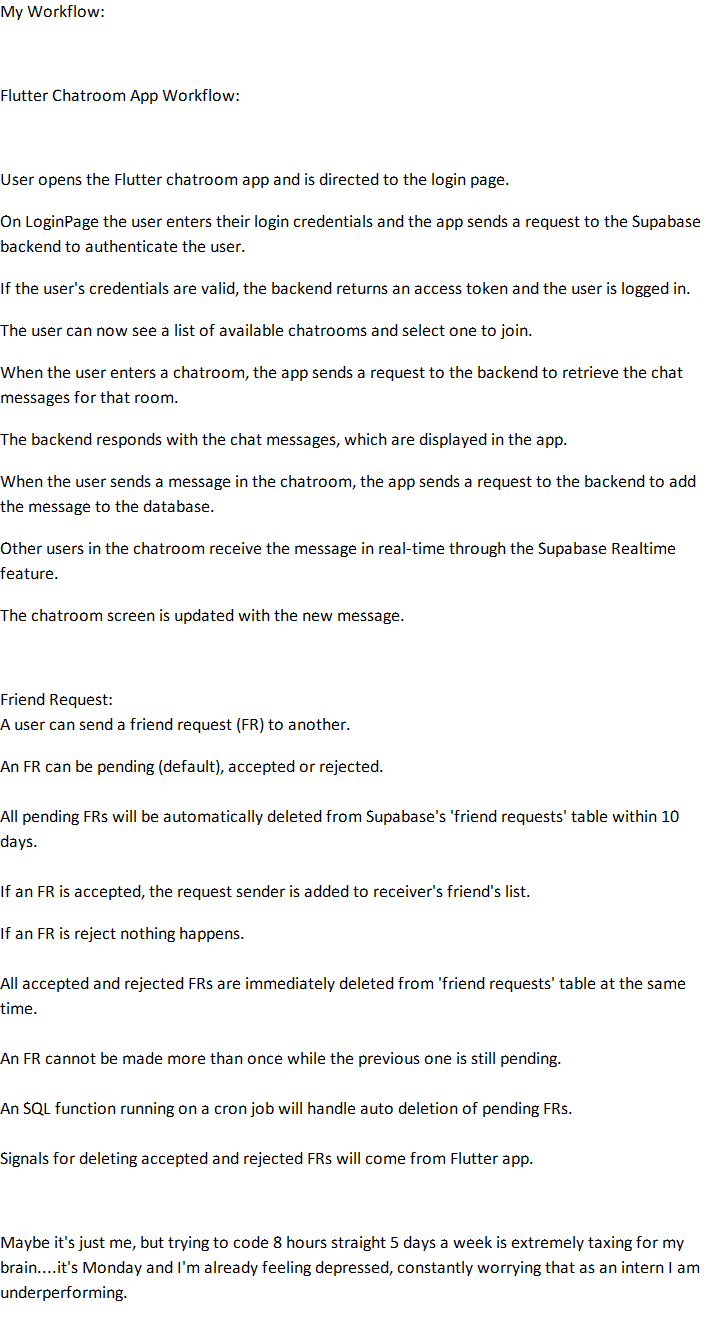 My Workflow:
Flutter Chatroom App Workflow:
User opens the Flutter chatroom app and is directed to the login page.
On LoginPage the user enters their login credentials and the app sends a request to the Supabase
backend to authenticate the user.
If the user's credentials are valid, the backend returns an access token and the user is logged in.
The user can now see a list of available chatrooms and select one to join.
When the user enters a chatroom, the app sends a request to the backend to retrieve the chat
messages for that room.
The backend responds with the chat messages, which are displayed in the app.
When the user sends a message in the chatroom, the app sends a request to the backend to add
the message to the database.
Other users in the chatroom receive the message in real-time through the Supabase Realtime
feature.
The chatroom screen is updated with the new message.
Friend Request:
A user can send a friend request (FR) to another.
An FR can be pending (default), accepted or rejected.
All pending FRs will be automatically deleted from Supabase's 'friend requests' table within 10
days.
If an FR is accepted, the request sender is added to receiver's friend's list.
If an FR is reject nothing happens.
All accepted and rejected FRs are immediately deleted from 'friend requests' table at the same
time.
An FR cannot be made more than once while the previous one is still pending.
An SQL function running on a cron job will handle auto deletion of pending FRs.
Signals for deleting accepted and rejected FRs will come from Flutter app.
Maybe it's just me, but trying to code 8 hours straight 5 days a week is extremely taxing for my
brain....it's Monday and I'm already feeling depressed, constantly worrying that as an intern I am
underperforming.